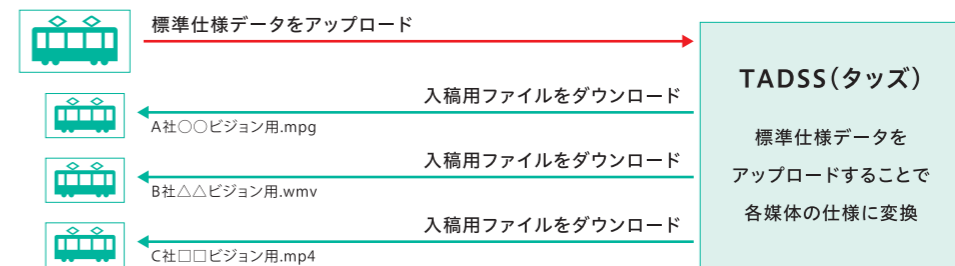 標準仕様データをアップロード
入稿用ファイルをダウンロード
A社○○ビジョン用.mpg
入稿用ファイルをダウンロード
B社△△ビジョン用.wmv
入稿用ファイルをダウンロード
C社□□ビジョン用.mp4
TADSS(タッズ)
標準仕様データを
アップロードすることで
各媒体の仕様に変換